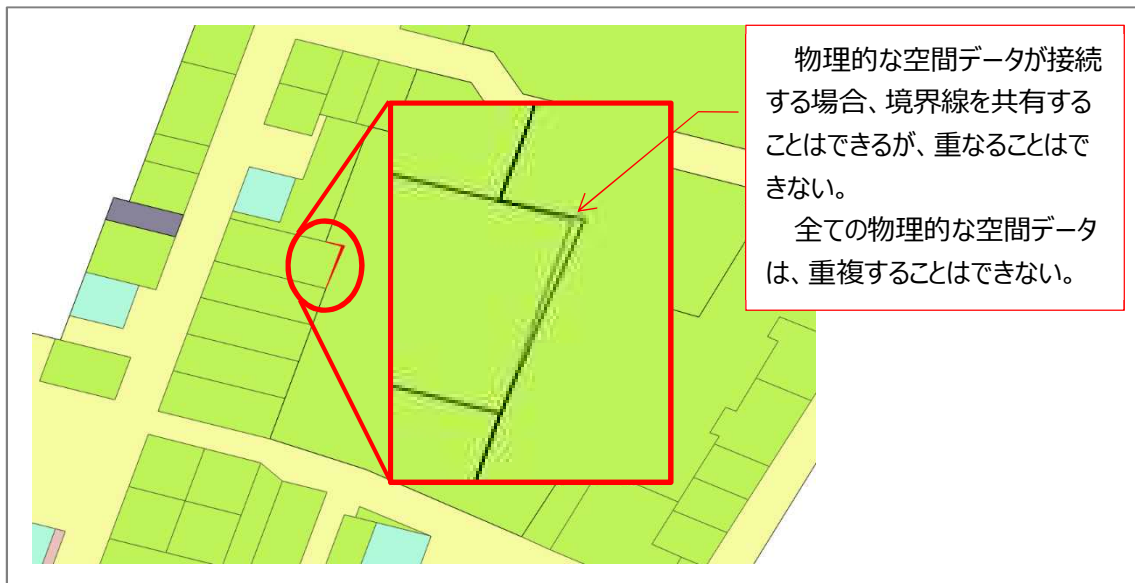 物理的な空間データが接続
する場合、境界線を共有する
ことはできるが、重なることはで
きない。
全ての物理的な空間データ
は、重複することはできない。